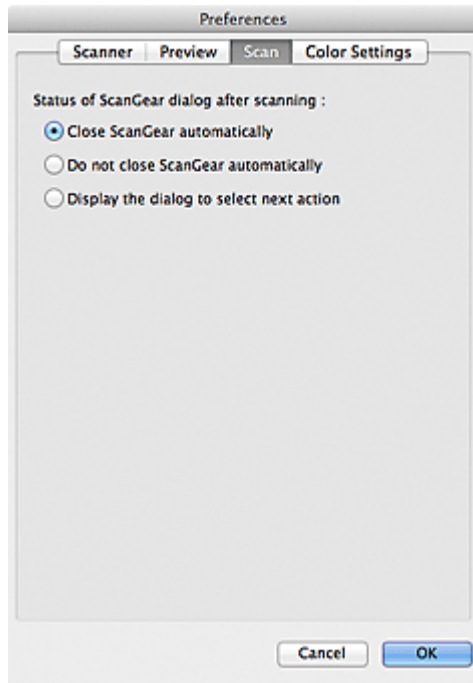 Preferences
Scanner Preview Scan Color Settings
Status of ScanGear dialog after scanning :
Close ScanGear automatically
Do not close ScanGear automatically
Display the dialog to select next action
Cancel OK